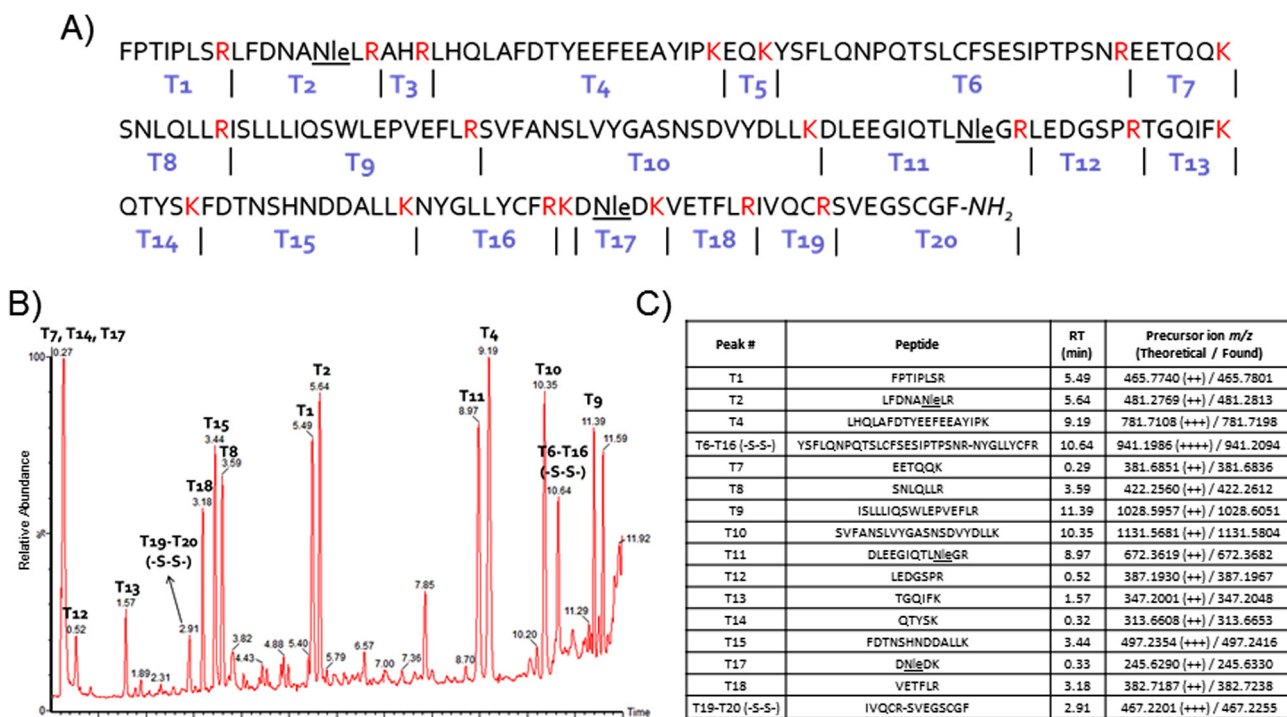 A)
FPTIPLSRLFDNANleLRAHRLHQLAFDTYEEFEEAYIPKEQKYSFLQNPQTSLCFSESIPTPSNREETQQK
T1 | T2 | T3 | T4 | T5 | T6 | T7 |
SNLQLLRISLLLIQSWLEPVEFLRSVFANSLVYGASNSDVYDLLKDLEEGIQTLNleGRLEDGSPRTGQIFK
T8 | T9 | T10 | T11 | T12 | T13 |
QTYSKFDTNSHNDDALLKNYGLLYCFRKDNleDKVETFLRIVQCRSVEGSCGF-NH2
T14 | T15 | T16 | | T17 | T18 | T19 | T20 |
B)
T7, T14, T17
0.27
100
T12
0.52
T13
1.57
1.89
2.31
T19-T20
(-S-S-)
2.91
T18
3.18
T15
3.44
T8
3.59
3.82
4.43
4.88
5.40
T1
5.49
T2
5.64
5.79
6.57
7.00
7.36
7.85
8.70
T11
8.97
T4
9.19
10.20
T10
10.35
T6-T16
(-S-S-)
10.64
11.29
T9
11.39
11.59
11.92
Relative Abundance
%
0
Time
C)
Peak # Peptide RT (min) Precursor ion m/z (Theoretical / Found)
T1 FPTIPLSR 5.49 465.7740 (++) / 465.7801
T2 LFDNANleLR 5.64 481.2769 (++) / 481.2813
T4 LHQLAFDTYEEFEEAYIPK 9.19 781.7108 (+++) / 781.7198
T6-T16 (-S-S-) YSFLQNPQTSLCFSESIPTPSNR-NYGLLYCFR 10.64 941.1986 (++++) / 941.2094
T7 EETQQK 0.29 381.6851 (++) / 381.6836
T8 SNLQLLR 3.59 422.2560 (++) / 422.2612
T9 ISLLLIQSWLEPVEFLR 11.39 1028.5957 (++) / 1028.6051
T10 SVFANSLVYGASNSDVYDLLK 10.35 1131.5681 (++) / 1131.5804
T11 DLEEGIQTLNleGR 8.97 672.3619 (++) / 672.3682
T12 LEDGSPR 0.52 387.1930 (++) / 387.1967
T13 TGQIFK 1.57 347.2001 (++) / 347.2048
T14 QTYSK 0.32 313.6608 (++) / 313.6653
T15 FDTNSHNDDALLK 3.44 497.2354 (+++) / 497.2416
T17 DNleDK 0.33 245.6290 (++) / 245.6330
T18 VETFLR 3.18 382.7187 (++) / 382.7238
T19-T20 (-S-S-) IVQCR-SVEGSCGF 2.91 467.2201 (+++) / 467.2255